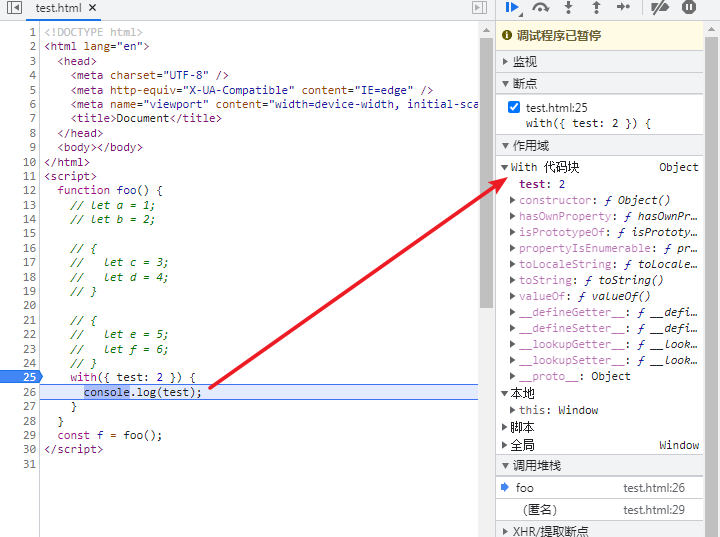 test.html ×
1 <!DOCTYPE html>
2 <html lang="en">
3 <head>
4 <meta charset="UTF-8" />
5 <meta http-equiv="X-UA-Compatible" content="IE=edge" />
6 <meta name="viewport" content="width=device-width, initial-sca
7 <title>Document</title>
8 </head>
9 <body></body>
10 </html>
11 <script>
12 function foo() {
13 // let a = 1;
14 // let b = 2;
15
16 // {
17 // let c = 3;
18 // let d = 4;
19 // }
20
21 // {
22 // let e = 5;
23 // let f = 6;
24 // }
25 with({ test: 2 }) {
26 console.log(test);
27 }
28 }
29 const f = foo();
30 </script>
31
调试程序已暂停
监视
断点
test.html:25
with({ test: 2 }) {
作用域
With 代码块 Object
test: 2
constructor: ƒ Object()
hasOwnProperty: ƒ hasOwnPr…
isPrototypeOf: ƒ isPrototy…
propertyIsEnumerable: ƒ pr…
toLocaleString: ƒ toLocale…
toString: ƒ toString()
valueOf: ƒ valueOf()
__defineGetter__: ƒ __defi…
__defineSetter__: ƒ __defi…
__lookupGetter__: ƒ __look…
__lookupSetter__: ƒ __look…
__proto__: Object
本地
this: Window
脚本
全局 Window
调用堆栈
foo test.html:26
(匿名) test.html:29
XHR/提取断点